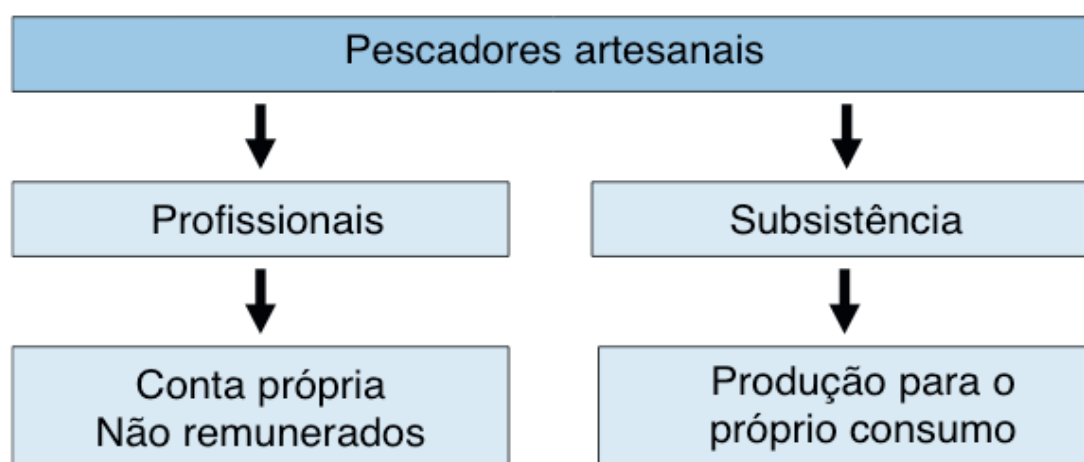 Pescadores artesanais
Profissionais
Subsistência
Conta própria
Não remunerados
Produção para o
próprio consumo